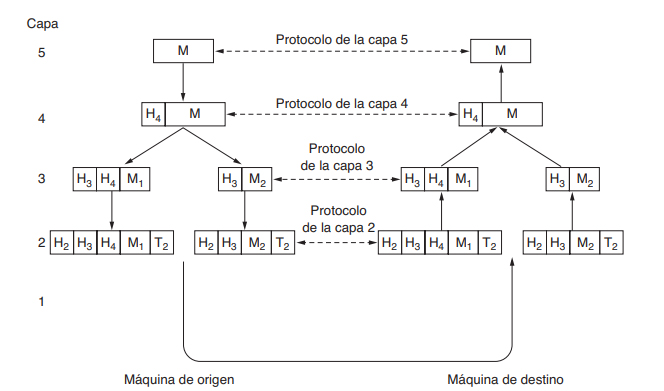 Capa
5 M Protocolo de la capa 5 M
4 H4 M Protocolo de la capa 4 H4 M
3 H3 H4 M1 H3 M2 Protocolo de la capa 3 H3 H4 M1 H3 M2
2 H2 H3 H4 M1 T2 H2 H3 M2 T2 Protocolo de la capa 2 H2 H3 H4 M1 T2 H2 H3 M2 T2
1
Máquina de origen Máquina de destino